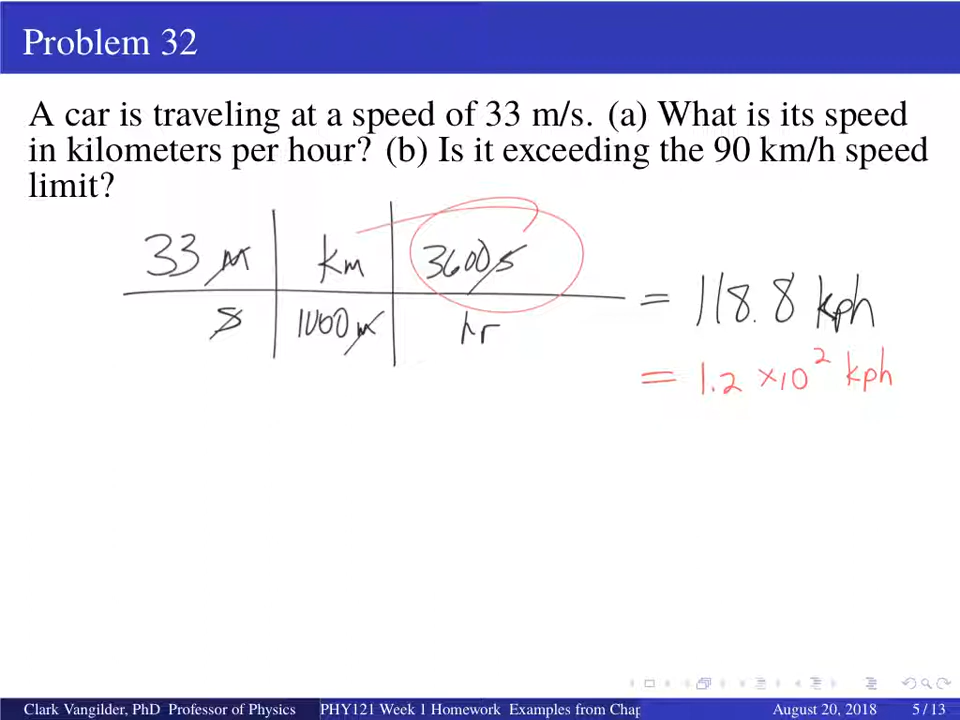 Problem 32
A car is traveling at a speed of 33 m/s. (a) What is its speed
in kilometers per hour? (b) Is it exceeding the 90 km/h speed
limit?
33 m km 3600 s
s 1000 m hr
= 118.8 kph
= 1.2 ×10² kph
Clark Vangilder, PhD Professor of Physics PHY121 Week 1 Homework Examples from Chap August 20, 2018 5 / 13